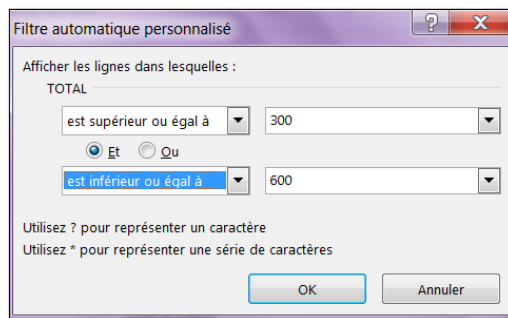 Filtre automatique personnalisé
?
X
Afficher les lignes dans lesquelles :
TOTAL
est supérieur ou égal à 300
Et Ou
est inférieur ou égal à 600
Utilisez ? pour représenter un caractère
Utilisez * pour représenter une série de caractères
OK Annuler